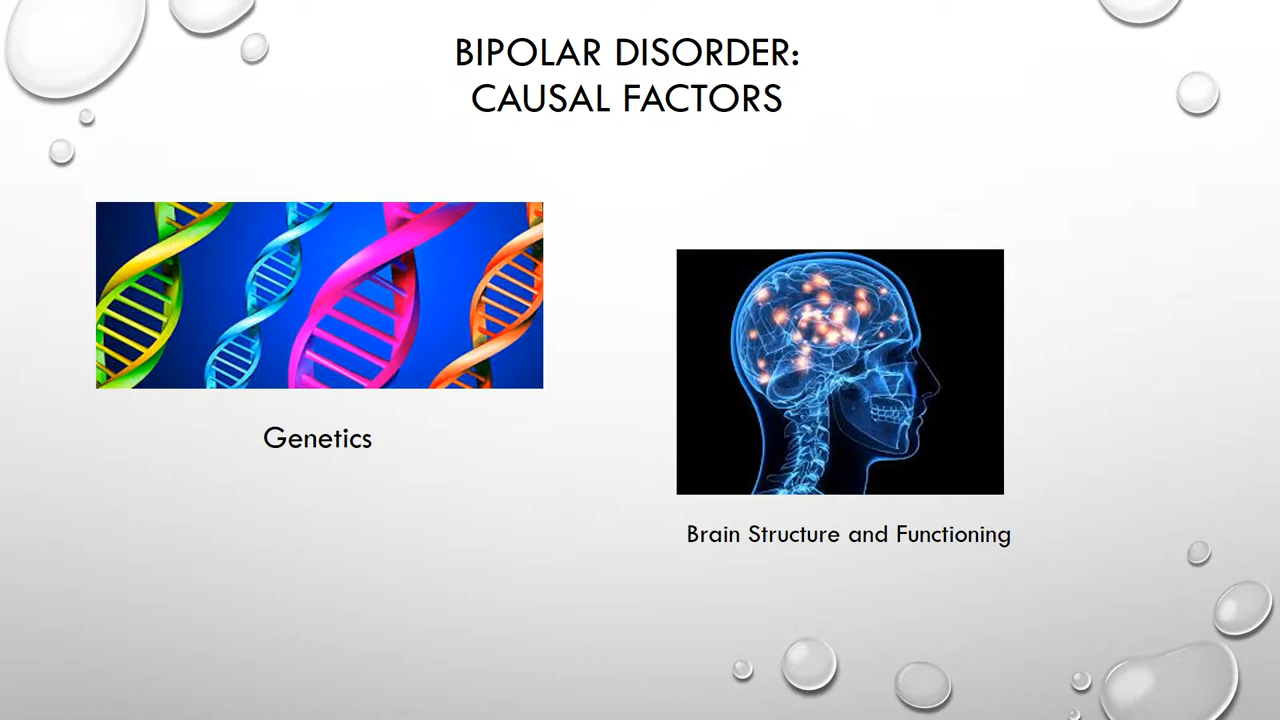 BIPOLAR DISORDER:
CAUSAL FACTORS
Genetics
Brain Structure and Functioning